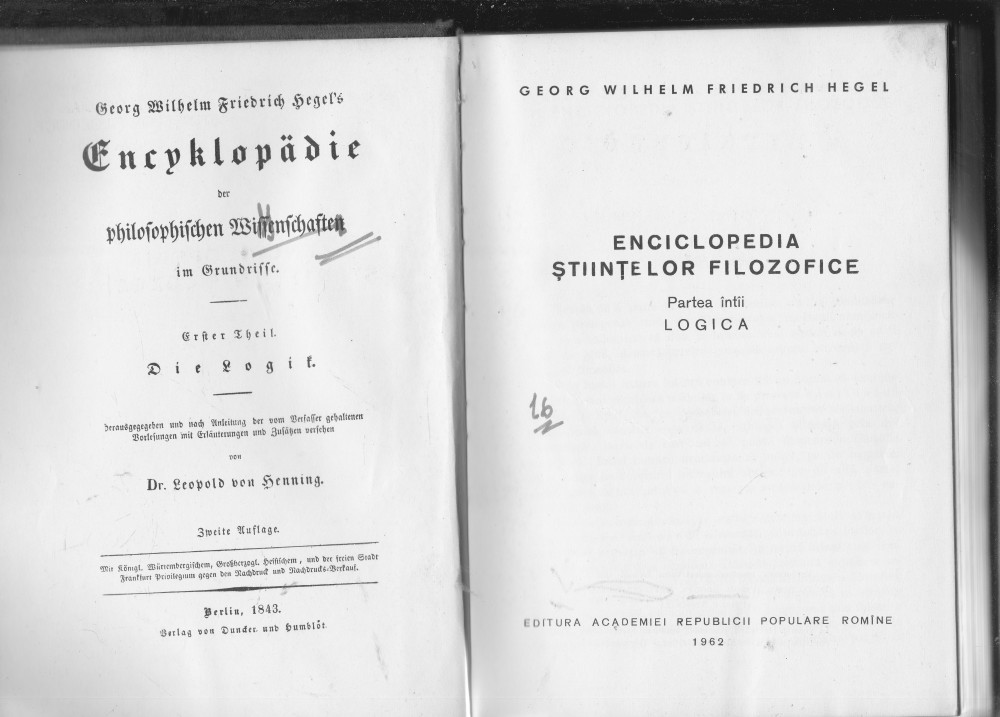 Georg Wilhelm Friedrich Hegel's
Encyklopädie
der
philosophischen Wissenschaften
im Grundrisse.
Erster Theil.
Die Logik.
herausgegeben und nach Anleitung der vom Verfasser gehaltenen
Vorlesungen mit Erläuterungen und Zusätzen versehen
von
Dr. Leopold von Henning.
Zweite Auflage.
Mit Königl. Würtembergischem, Großherzogl. Hessischem, und der freien Stadt
Frankfurt Privilegium gegen den Nachdruck und Nachdrucks-Verkauf.
Berlin, 1843.
Verlag von Duncker und Humblot
GEORG WILHELM FRIEDRICH HEGEL
ENCICLOPEDIA
ȘTIINȚELOR FILOZOFICE
Partea întîi
LOGICA
16
EDITURA ACADEMIEI REPUBLICII POPULARE ROMÎNE
1962